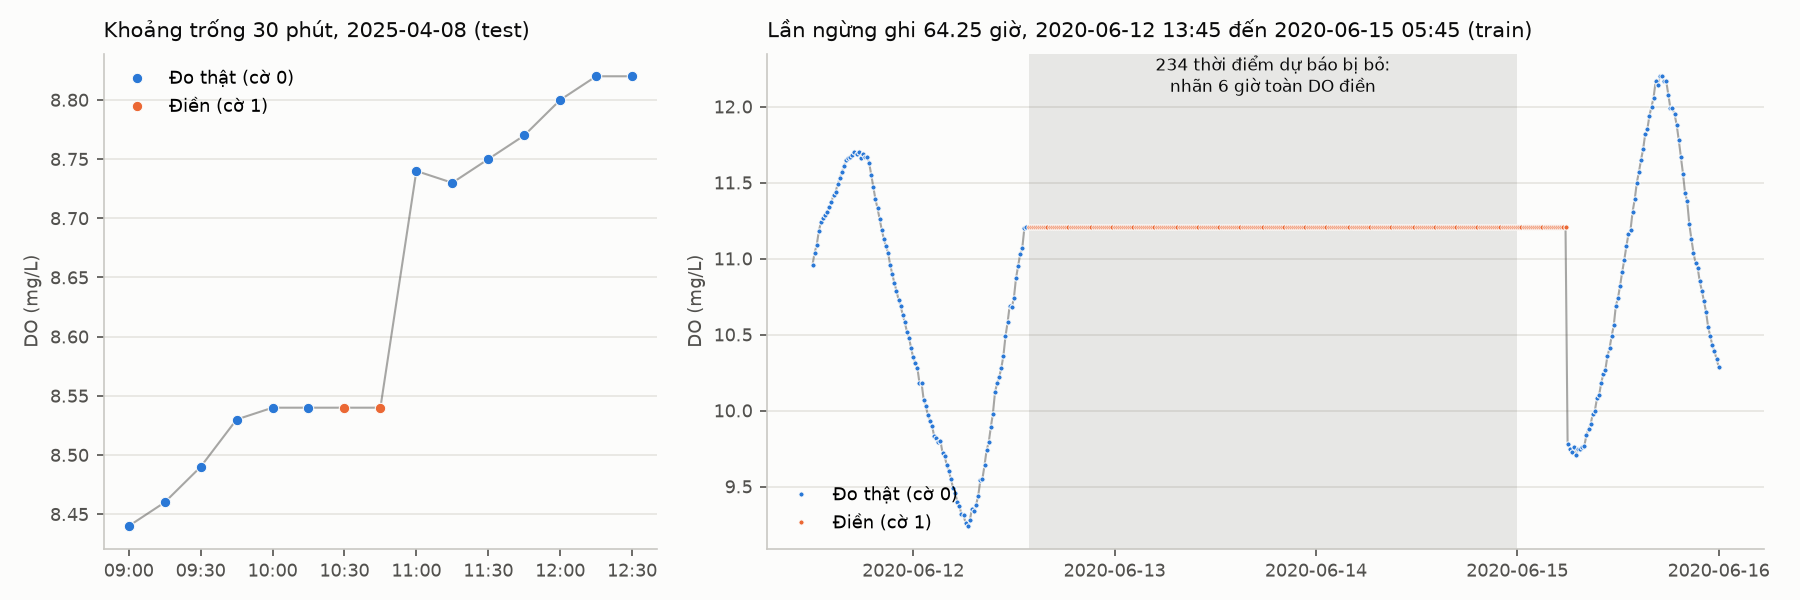 Khoảng trống 30 phút, 2025-04-08 (test)
Đo thật (cờ 0)
Điền (cờ 1)
DO (mg/L)
8.80
8.75
8.70
8.65
8.60
8.55
8.50
8.45
09:00 09:30 10:00 10:30 11:00 11:30 12:00 12:30
Lần ngừng ghi 64.25 giờ, 2020-06-12 13:45 đến 2020-06-15 05:45 (train)
234 thời điểm dự báo bị bỏ:
nhãn 6 giờ toàn DO điền
DO (mg/L)
12.0
11.5
11.0
10.5
10.0
9.5
Đo thật (cờ 0)
Điền (cờ 1)
2020-06-12 2020-06-13 2020-06-14 2020-06-15 2020-06-16